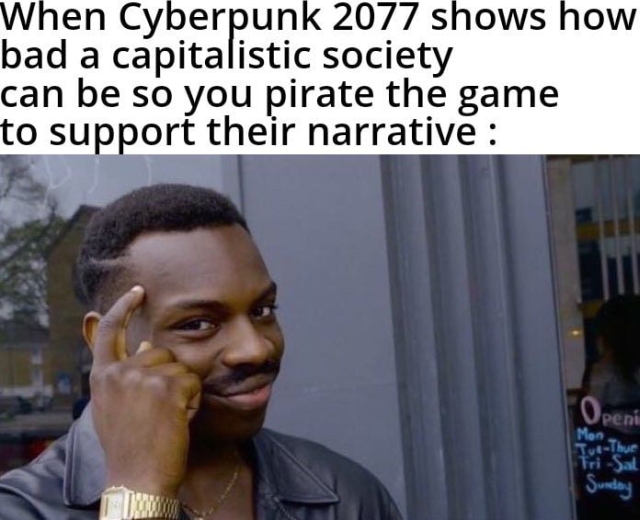 When Cyberpunk 2077 shows how
bad a capitalistic society
can be so you pirate the game
to support their narrative :
Openi
Mon
Tue-Thur
Fri - Sat
Sunday